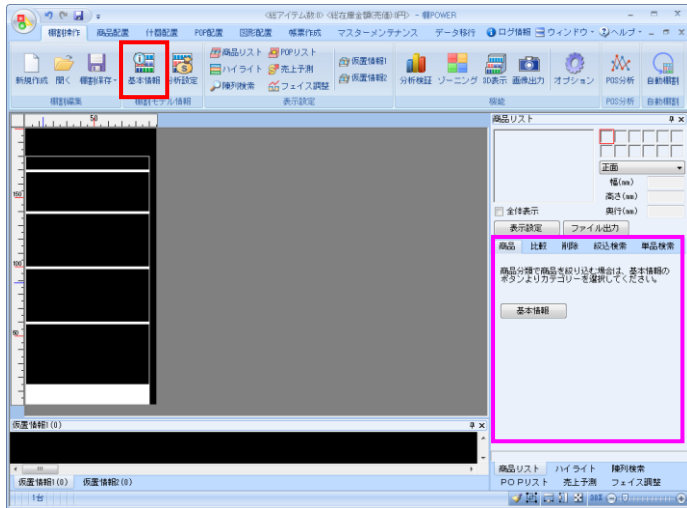 <総アイテム数:0> <総在庫金額(売価):0円> - 棚POWER
棚割操作 商品配置 什器配置 POP配置 図形配置 帳票作成 マスターメンテナンス データ移行 ログ情報 ウィンドウ ヘルプ
商品リスト POPリスト 仮置情報1
ハイライト 売上予測 仮置情報2
陳列検索 フェイス調整
新規作成 開く 棚割保存 基本情報 分析設定 分析検証 ゾーニング 3D表示 画像出力 オプション POS分析 自動棚割
棚割編集 棚割モデル情報 表示設定 機能 POS分析 自動棚割
商品リスト
50
150
100
50
正面
幅(mm)
高さ(mm)
全体表示 奥行(mm)
表示設定 ファイル出力
商品 比較 削除 絞込検索 単品検索
商品分類で商品を絞り込む場合は、基本情報の
ボタンよりカテゴリーを選択してください。
基本情報
仮置情報1(0)
仮置情報1(0) 仮置情報2(0)
商品リスト ハイライト 陳列検索
POPリスト 売上予測 フェイス調整
1台